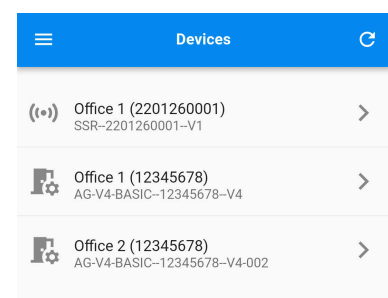 Devices
Office 1 (2201260001)
SSR--2201260001--V1
Office 1 (12345678)
AG-V4-BASIC--12345678--V4
Office 2 (12345678)
AG-V4-BASIC--12345678--V4-002